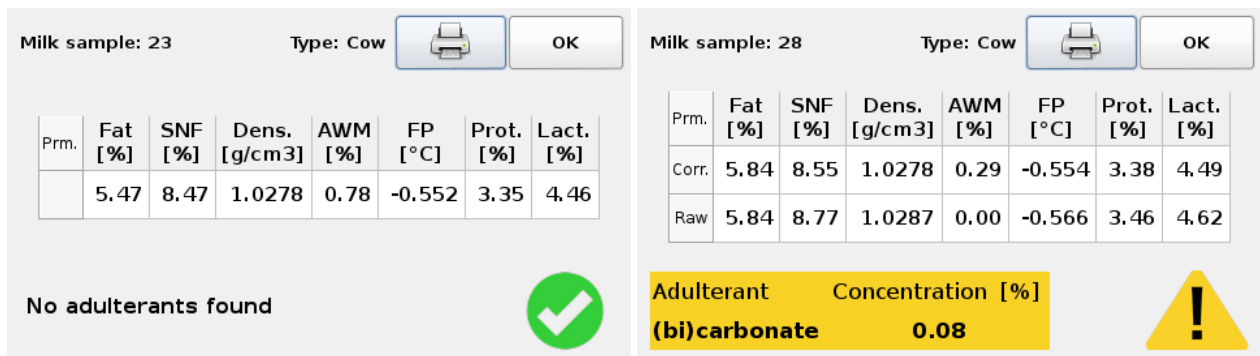 Milk sample: 23 Type: Cow OK
Prm. Fat [%] SNF [%] Dens. [g/cm3] AWM [%] FP [°C] Prot. [%] Lact. [%]
5.47 8.47 1.0278 0.78 -0.552 3.35 4.46
No adulterants found
Milk sample: 28 Type: Cow OK
Prm. Fat [%] SNF [%] Dens. [g/cm3] AWM [%] FP [°C] Prot. [%] Lact. [%]
Corr. 5.84 8.55 1.0278 0.29 -0.554 3.38 4.49
Raw 5.84 8.77 1.0287 0.00 -0.566 3.46 4.62
Adulterant Concentration [%]
(bi)carbonate 0.08